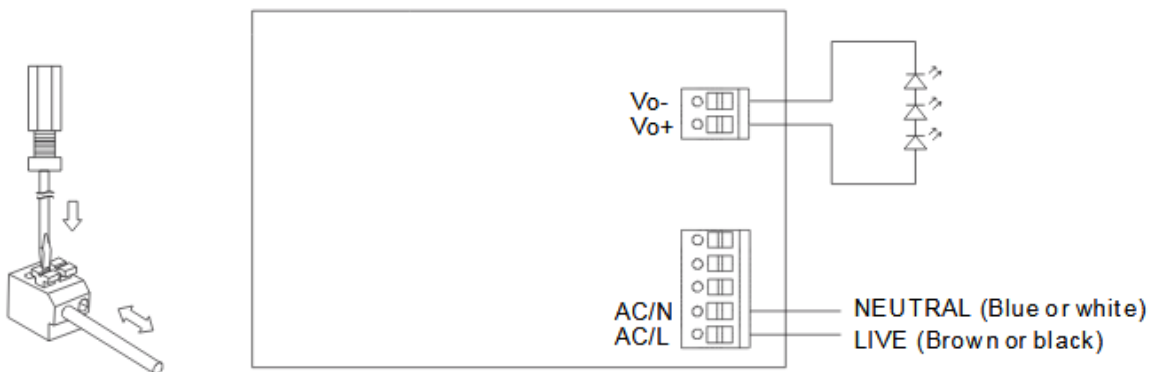 Vo-
Vo+
AC/N
AC/L
NEUTRAL (Blue or white)
LIVE (Brown or black)